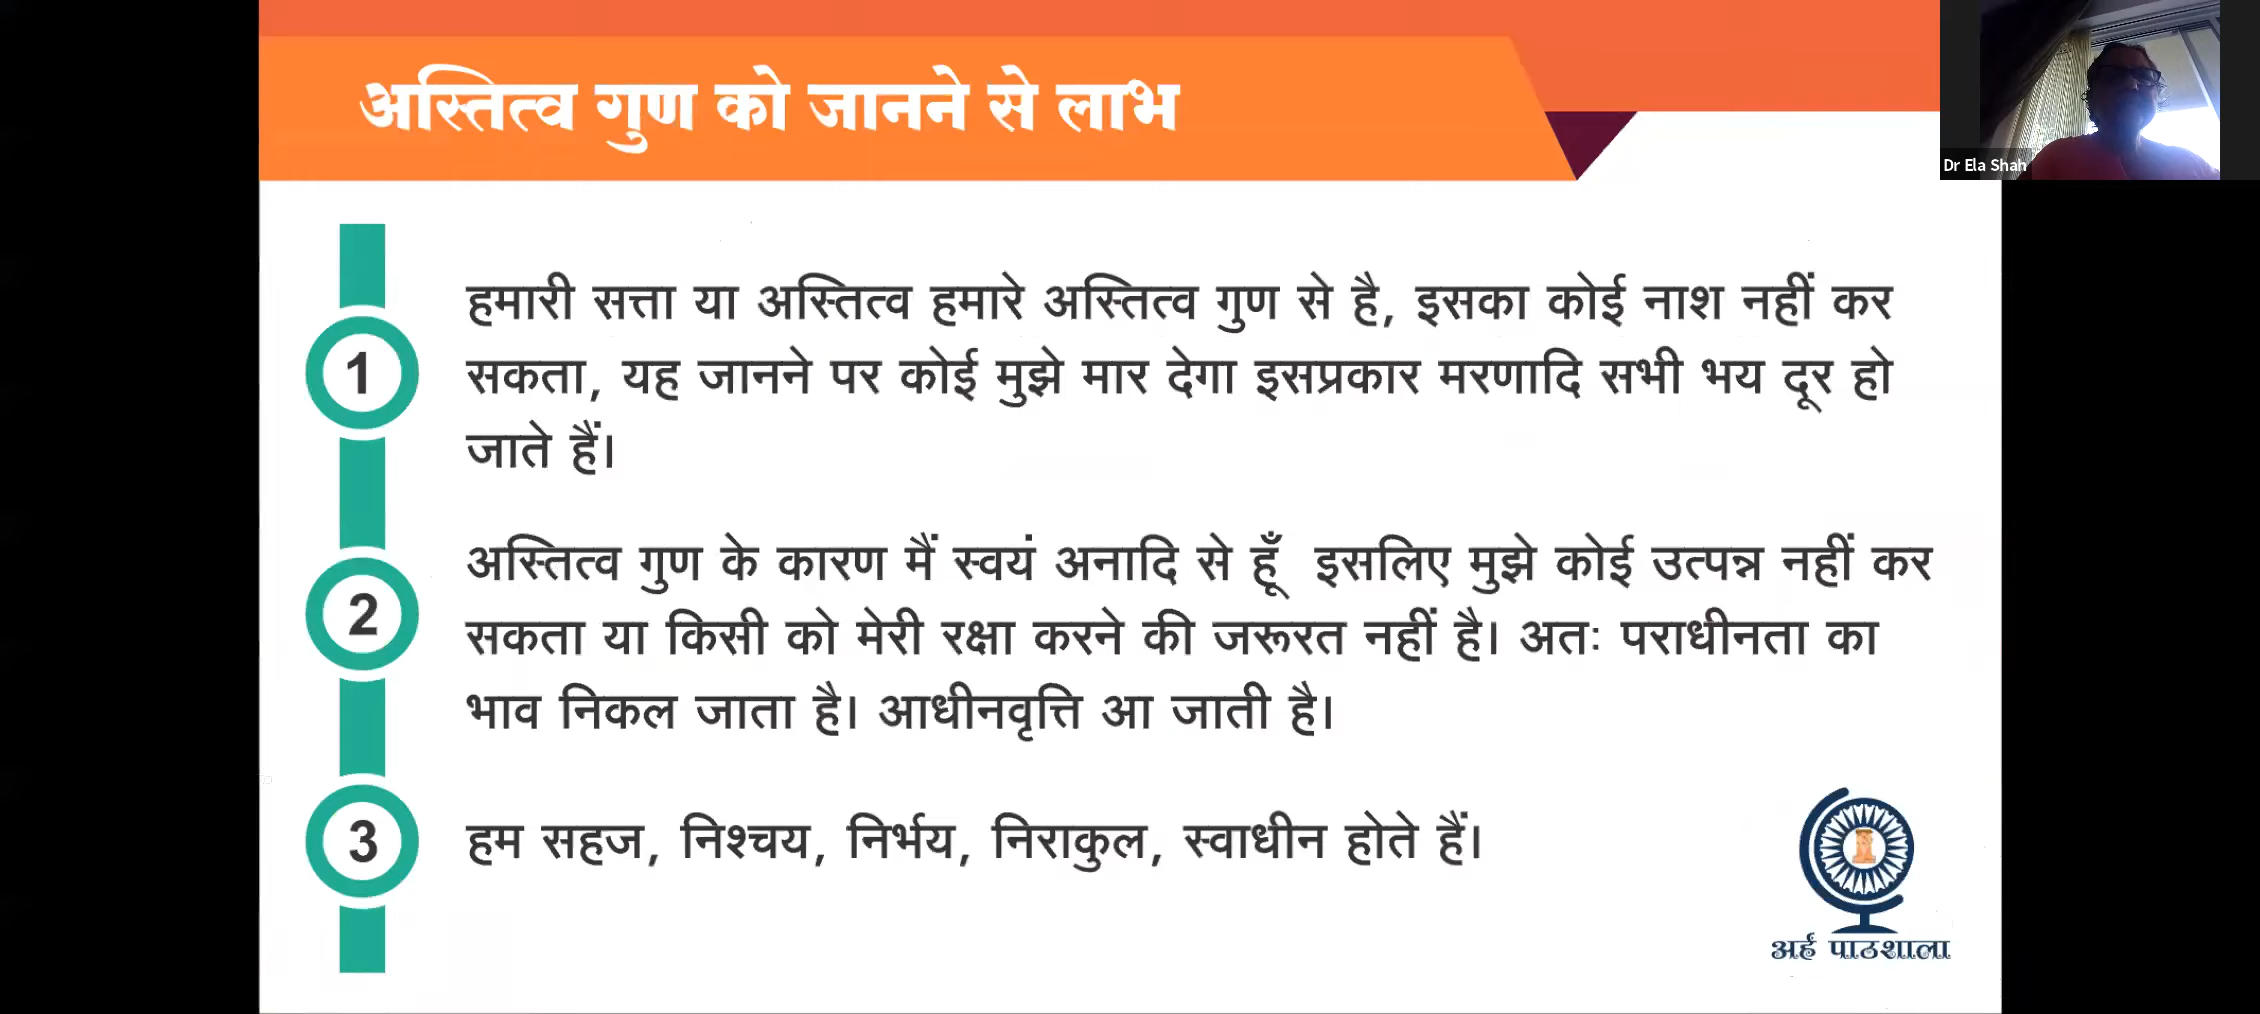 अस्तित्व गुण को जानने से लाभ
Dr Ela Shah
1
हमारी सत्ता या अस्तित्व हमारे अस्तित्व गुण से है, इसका कोई नाश नहीं कर
सकता, यह जानने पर कोई मुझे मार देगा इसप्रकार मरणादि सभी भय दूर हो
जाते हैं।
2
अस्तित्व गुण के कारण मैं स्वयं अनादि से हूँ इसलिए मुझे कोई उत्पन्न नहीं कर
सकता या किसी को मेरी रक्षा करने की जरूरत नहीं है। अतः पराधीनता का
भाव निकल जाता है। आधीनवृत्ति आ जाती है।
3
हम सहज, निश्चय, निर्भय, निराकुल, स्वाधीन होते हैं।
अर्हं पाठशाला